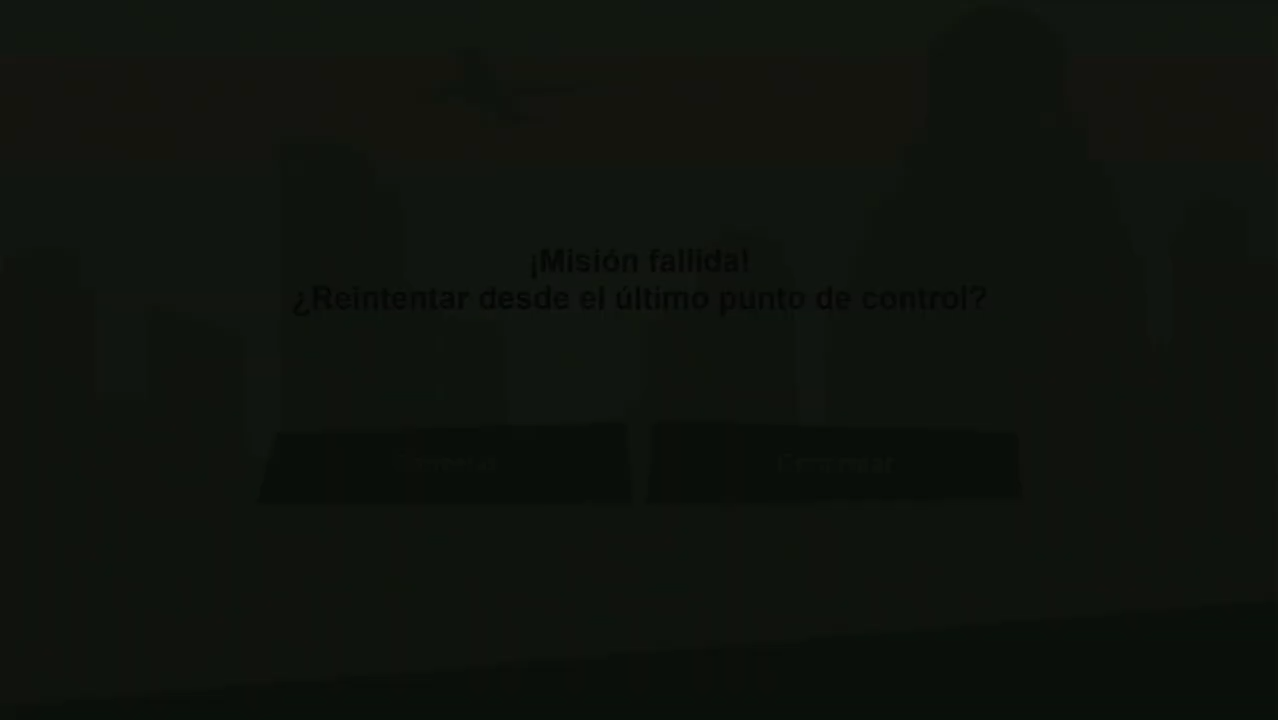 ¡Misión fallida!
¿Reintentar desde el último punto de control?